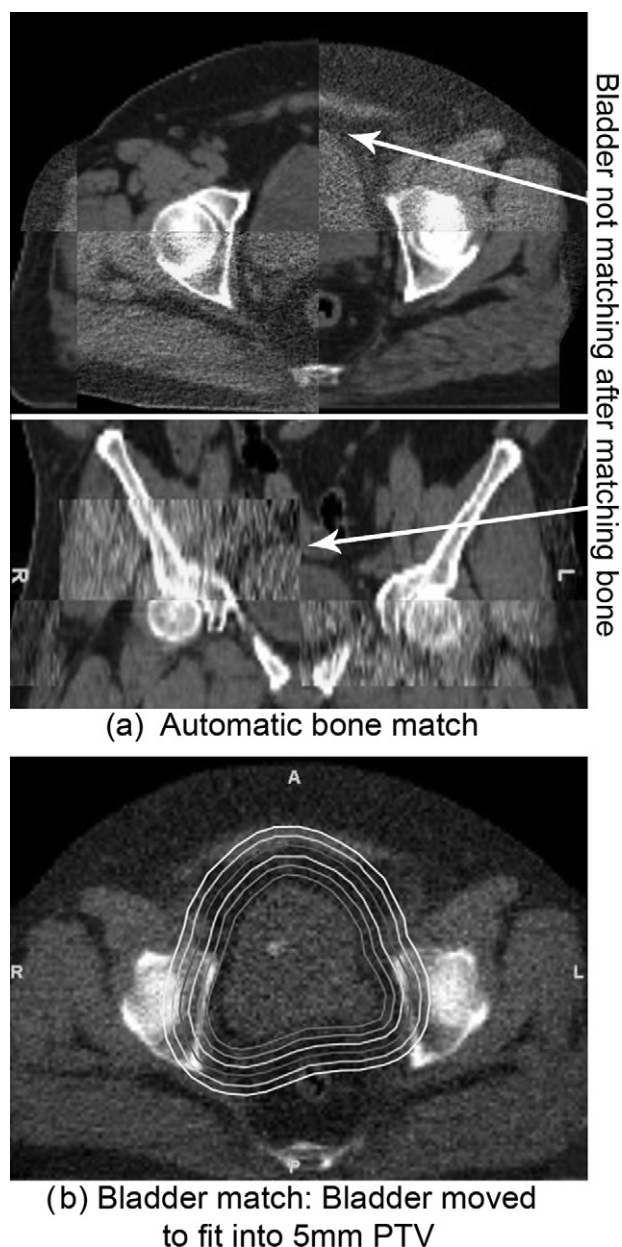 Bladder not matching after matching bone
R
L
(a) Automatic bone match
A
R
L
P
(b) Bladder match: Bladder moved
to fit into 5mm PTV